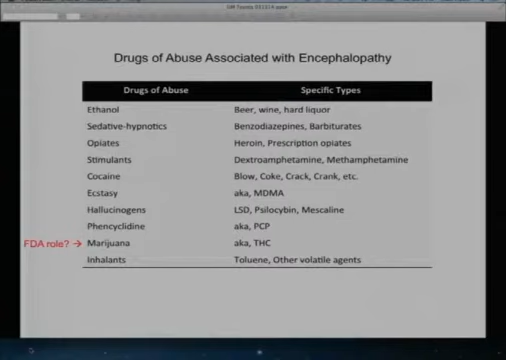 Drugs of Abuse Associated with Encephalopathy
Drugs of Abuse Specific Types
Ethanol Beer, wine, hard liquor
Sedative-hypnotics Benzodiazepines, Barbiturates
Opiates Heroin, Prescription opiates
Stimulants Dextroamphetamine, Methamphetamine
Cocaine Blow, Coke, Crack, Crank, etc.
Ecstasy aka, MDMA
Hallucinogens LSD, Psilocybin, Mescaline
Phencyclidine aka, PCP
FDA role? → Marijuana aka, THC
Inhalants Toluene, Other volatile agents